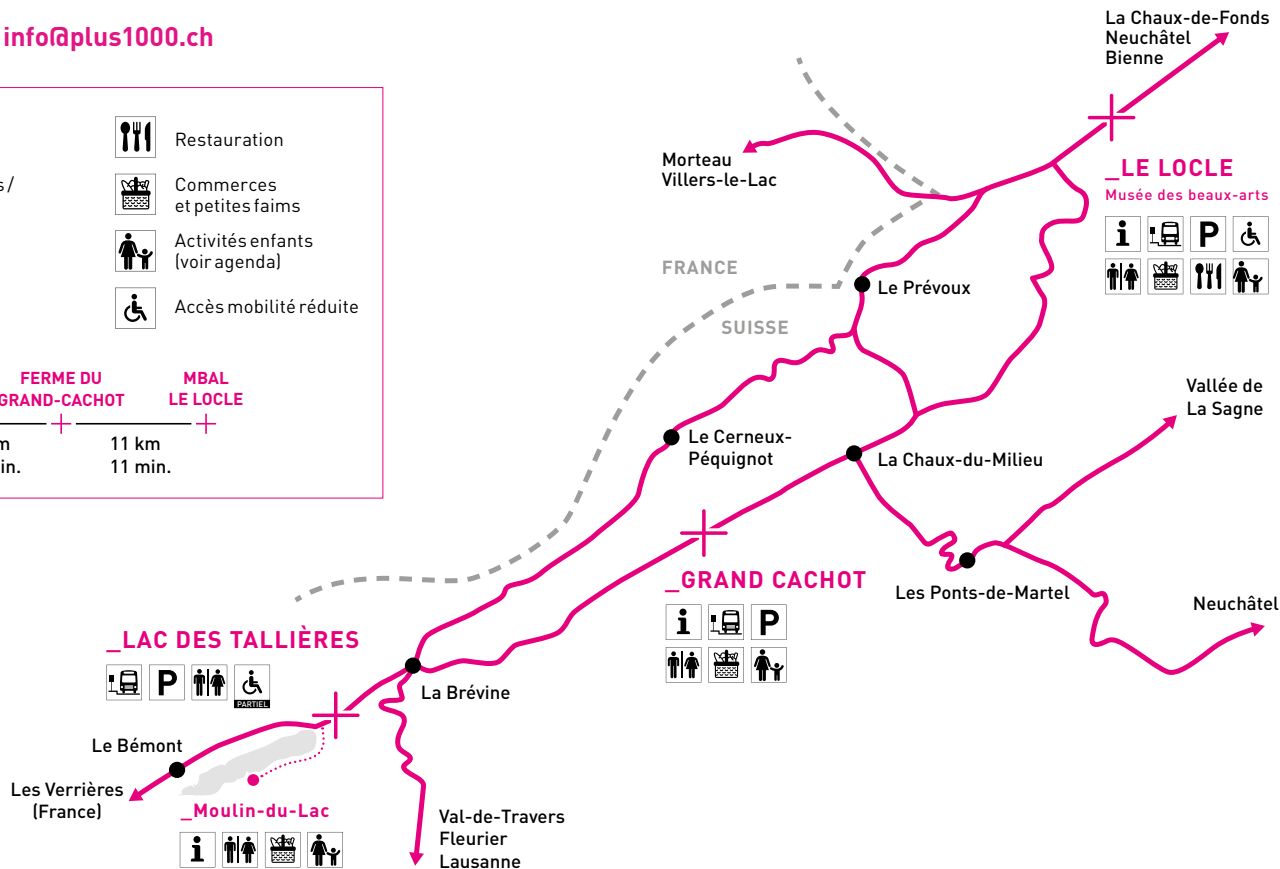 info@plus1000.ch
Restauration
s /
Commerces
et petites faims
Activités enfants
(voir agenda)
Accès mobilité réduite
FERME DU
GRAND-CACHOT
MBAL
LE LOCLE
11 km
11 min.
La Chaux-de-Fonds
Neuchâtel
Bienne
Morteau
Villers-le-Lac
_LE LOCLE
Musée des beaux-arts
i P
FRANCE
SUISSE
Le Prévoux
Vallée de
La Sagne
Le Cerneux-
Péquignot
La Chaux-du-Milieu
_GRAND CACHOT
i P
Les Ponts-de-Martel
Neuchâtel
_LAC DES TALLIÈRES
P
PARTIEL
La Brévine
Le Bémont
Les Verrières
(France)
_Moulin-du-Lac
i
Val-de-Travers
Fleurier
Lausanne